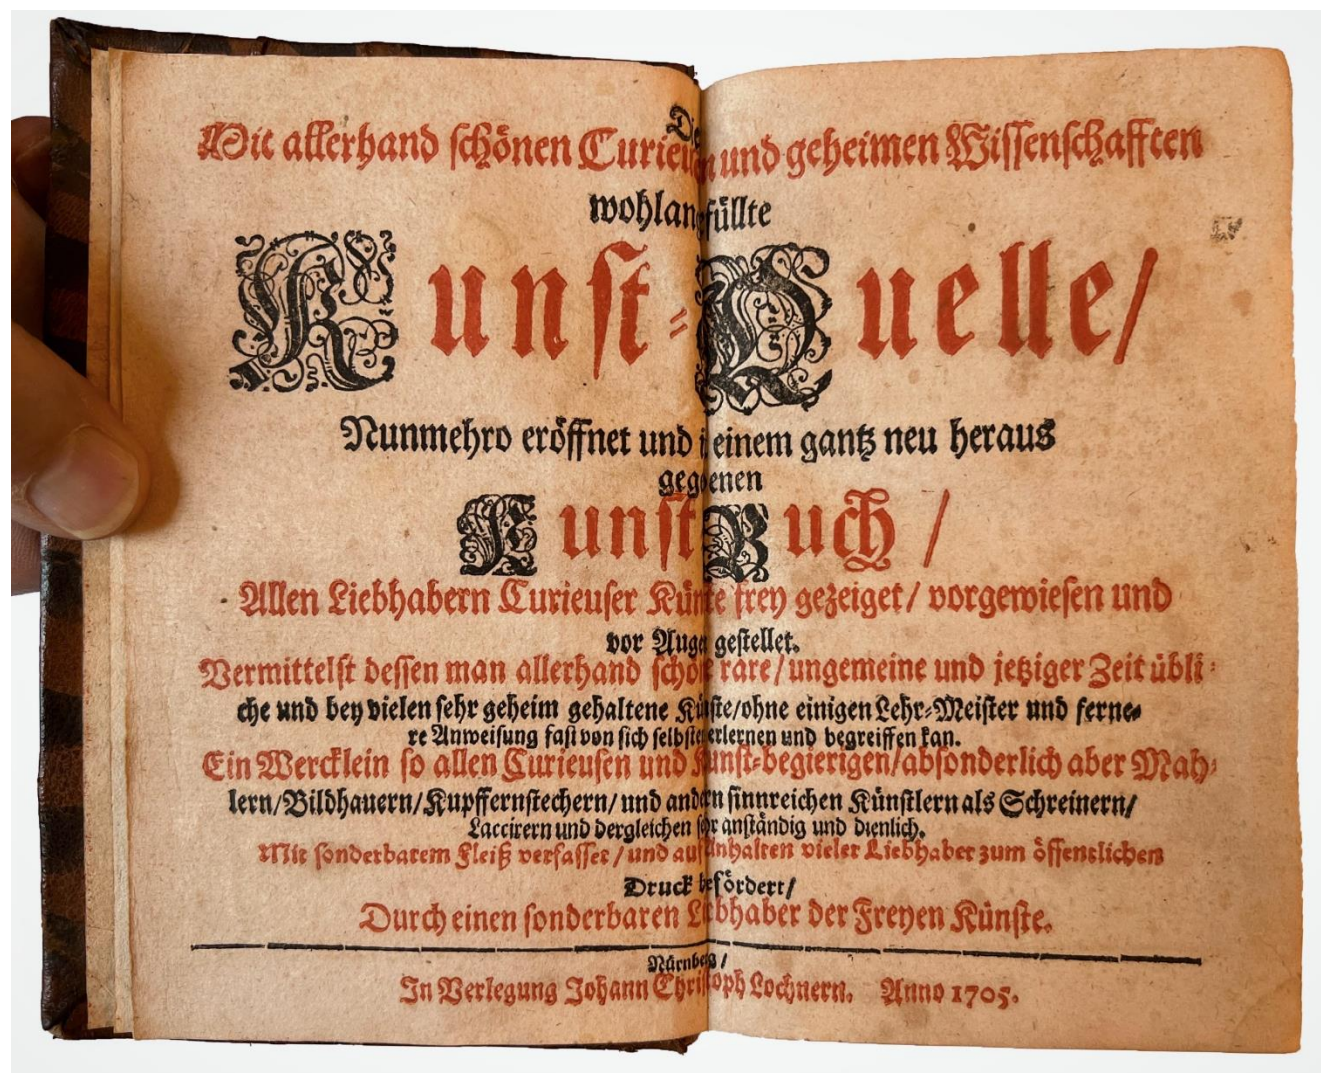 Die
Mit allerhand schönen Curieusen und geheimen Wissenschafften
wohlangefüllte
Kunst-Quelle/
Nunmehro eröffnet und in einem gantz neu heraus
gegebenen
Kunst Buch /
Allen Liebhabern Curieuser Künste frey gezeiget/ vorgewiesen und
vor Augen gestellet.
Vermittelst dessen man allerhand schöne rare/ ungemeine und jetziger Zeit übli-
che und bey vielen sehr geheim gehaltene Künste/ohne einigen Lehr-Meister und ferne-
re Anweisung fast von sich selbsten erlernen und begreiffen kan.
Ein Wercklein so allen Curieusen und Kunst-begierigen/absonderlich aber Mah-
lern/Bildhauern/Kupffernstechern/ und andern sinnreichen Künstlern als Schreinern/
Laccirern und dergleichen sehr anständig und dienlich.
Mit sonderbarem Fleiß verfasset / und auf Anhalten vieler Liebhaber zum öffentlichen
Druck befördert/
Durch einen sonderbaren Liebhaber der Freyen Künste.
Nürnberg /
In Verlegung Johann Christoph Lochnern. Anno 1705.